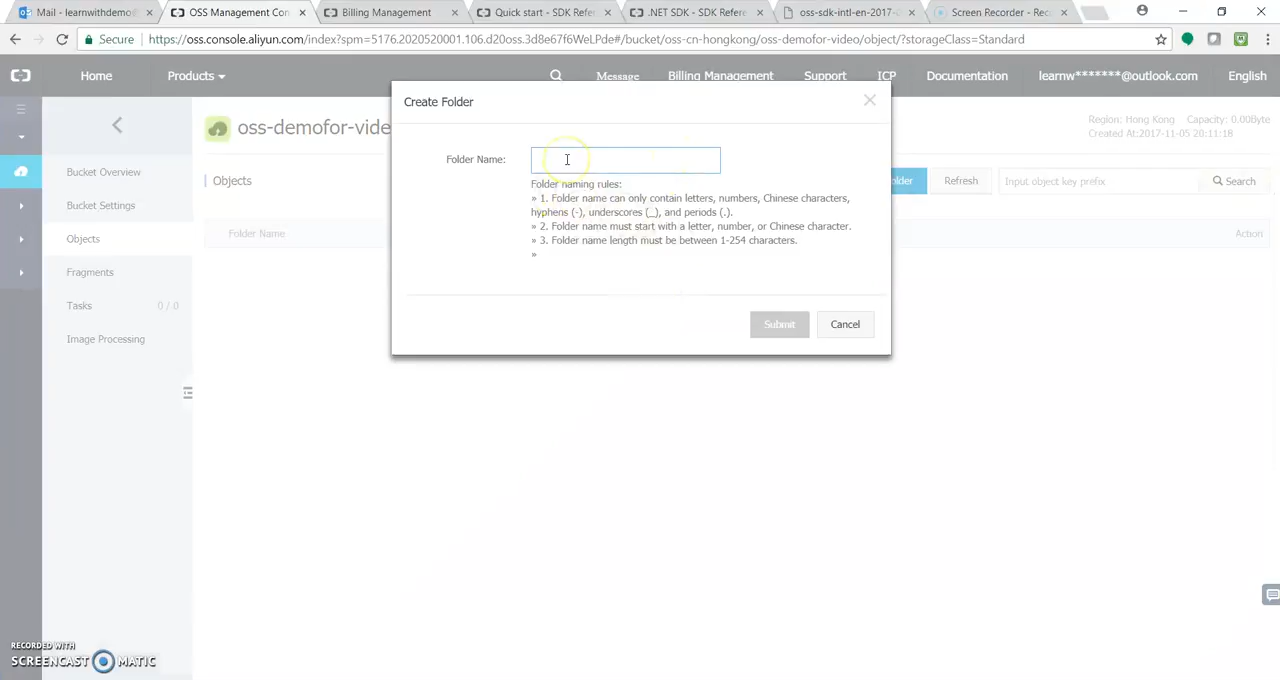 Mail - learnwithdemo@
OSS Management Con
Billing Management
Quick start - SDK Refe
.NET SDK - SDK Refere
oss-sdk-intl-en-2017-
Screen Recorder - Rec
Secure
https://oss.console.aliyun.com/index?spm=5176.2020520001.106.d20oss.3d8e67f6WeLPde#/bucket/oss-cn-hongkong/oss-demofor-video/object/?storageClass=Standard
Home
Products
Message
Billing Management
Support
ICP
Documentation
learnw*******@outlook.com
English
Create Folder
oss-demofor-vide
Region: Hong Kong Capacity: 0.00Byte
Created At:2017-11-05 20:11:18
Folder Name:
Bucket Overview
Objects
older
Refresh
Input object key prefix
Search
Folder naming rules:
» 1. Folder name can only contain letters, numbers, Chinese characters,
hyphens (-), underscores (_), and periods (.).
» 2. Folder name must start with a letter, number, or Chinese character.
» 3. Folder name length must be between 1-254 characters.
»
Bucket Settings
Folder Name
Action
Objects
Fragments
Tasks 0 / 0
Image Processing
Submit
Cancel
RECORDED WITH
SCREENCAST MATIC